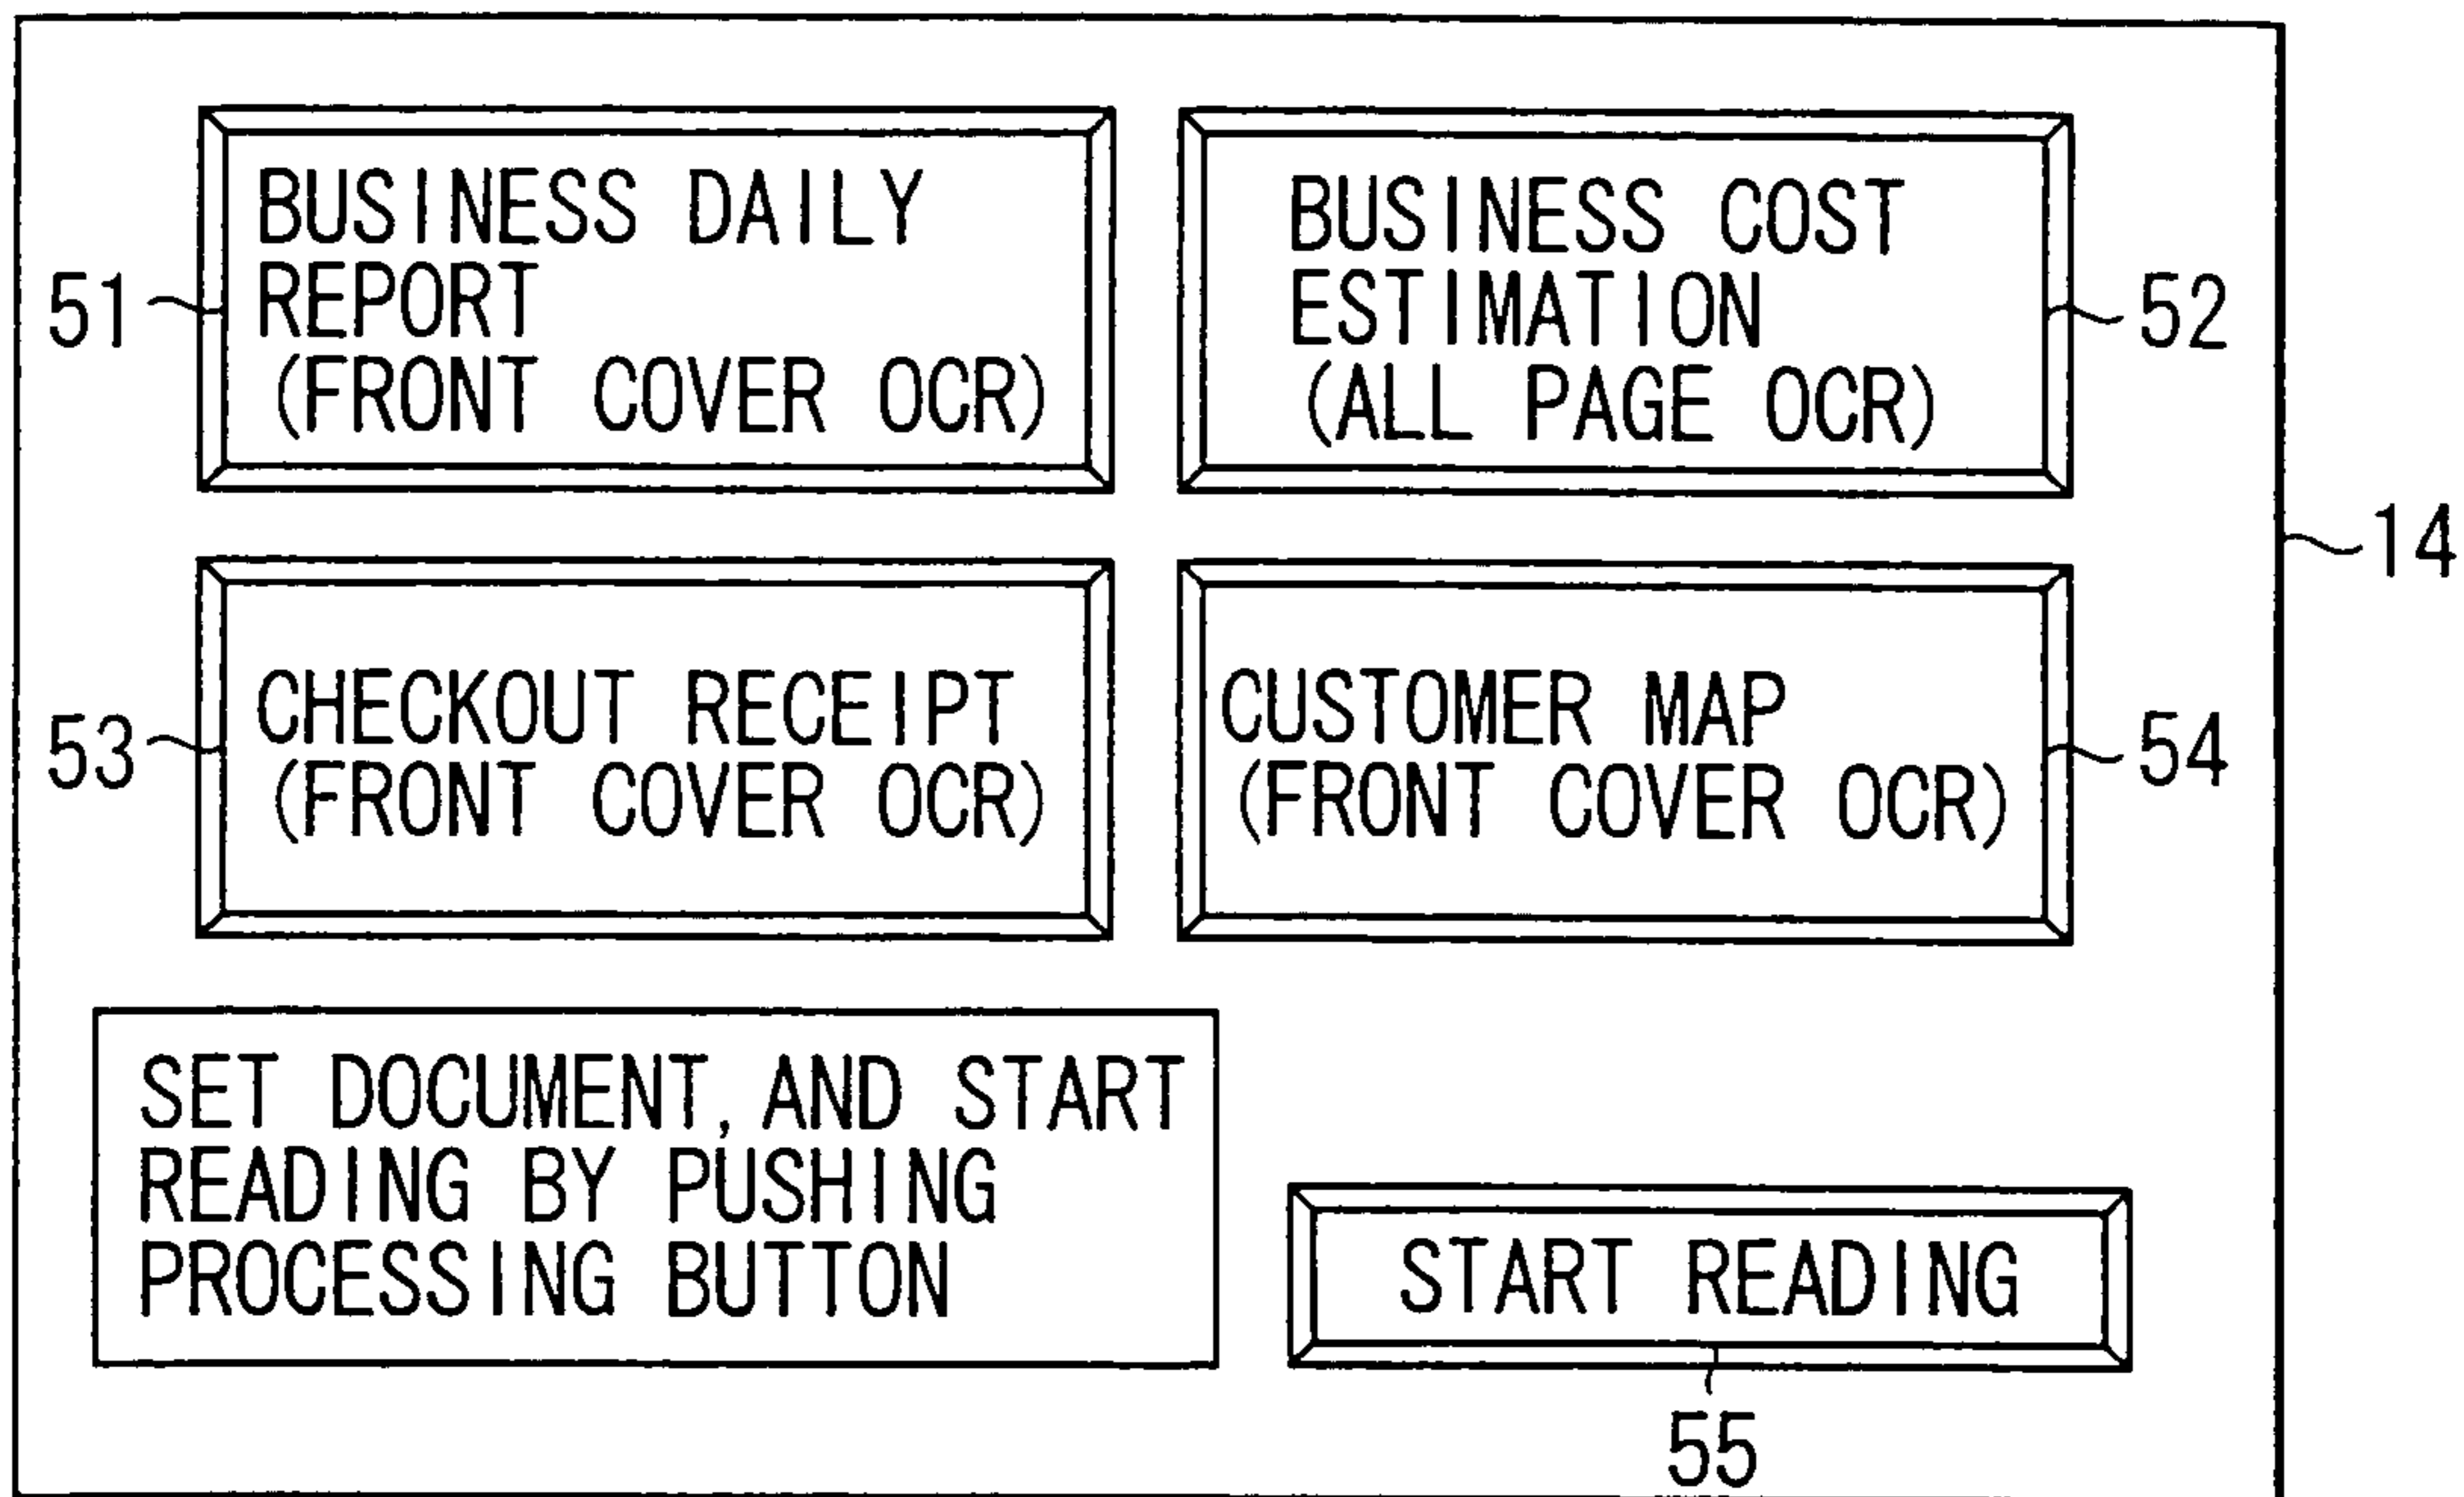 BUSINESS DAILY
REPORT
(FRONT COVER OCR)
51
BUSINESS COST
ESTIMATION
(ALL PAGE OCR)
52
14
CHECKOUT RECEIPT
(FRONT COVER OCR)
53
CUSTOMER MAP
(FRONT COVER OCR)
54
SET DOCUMENT, AND START
READING BY PUSHING
PROCESSING BUTTON
START READING
55